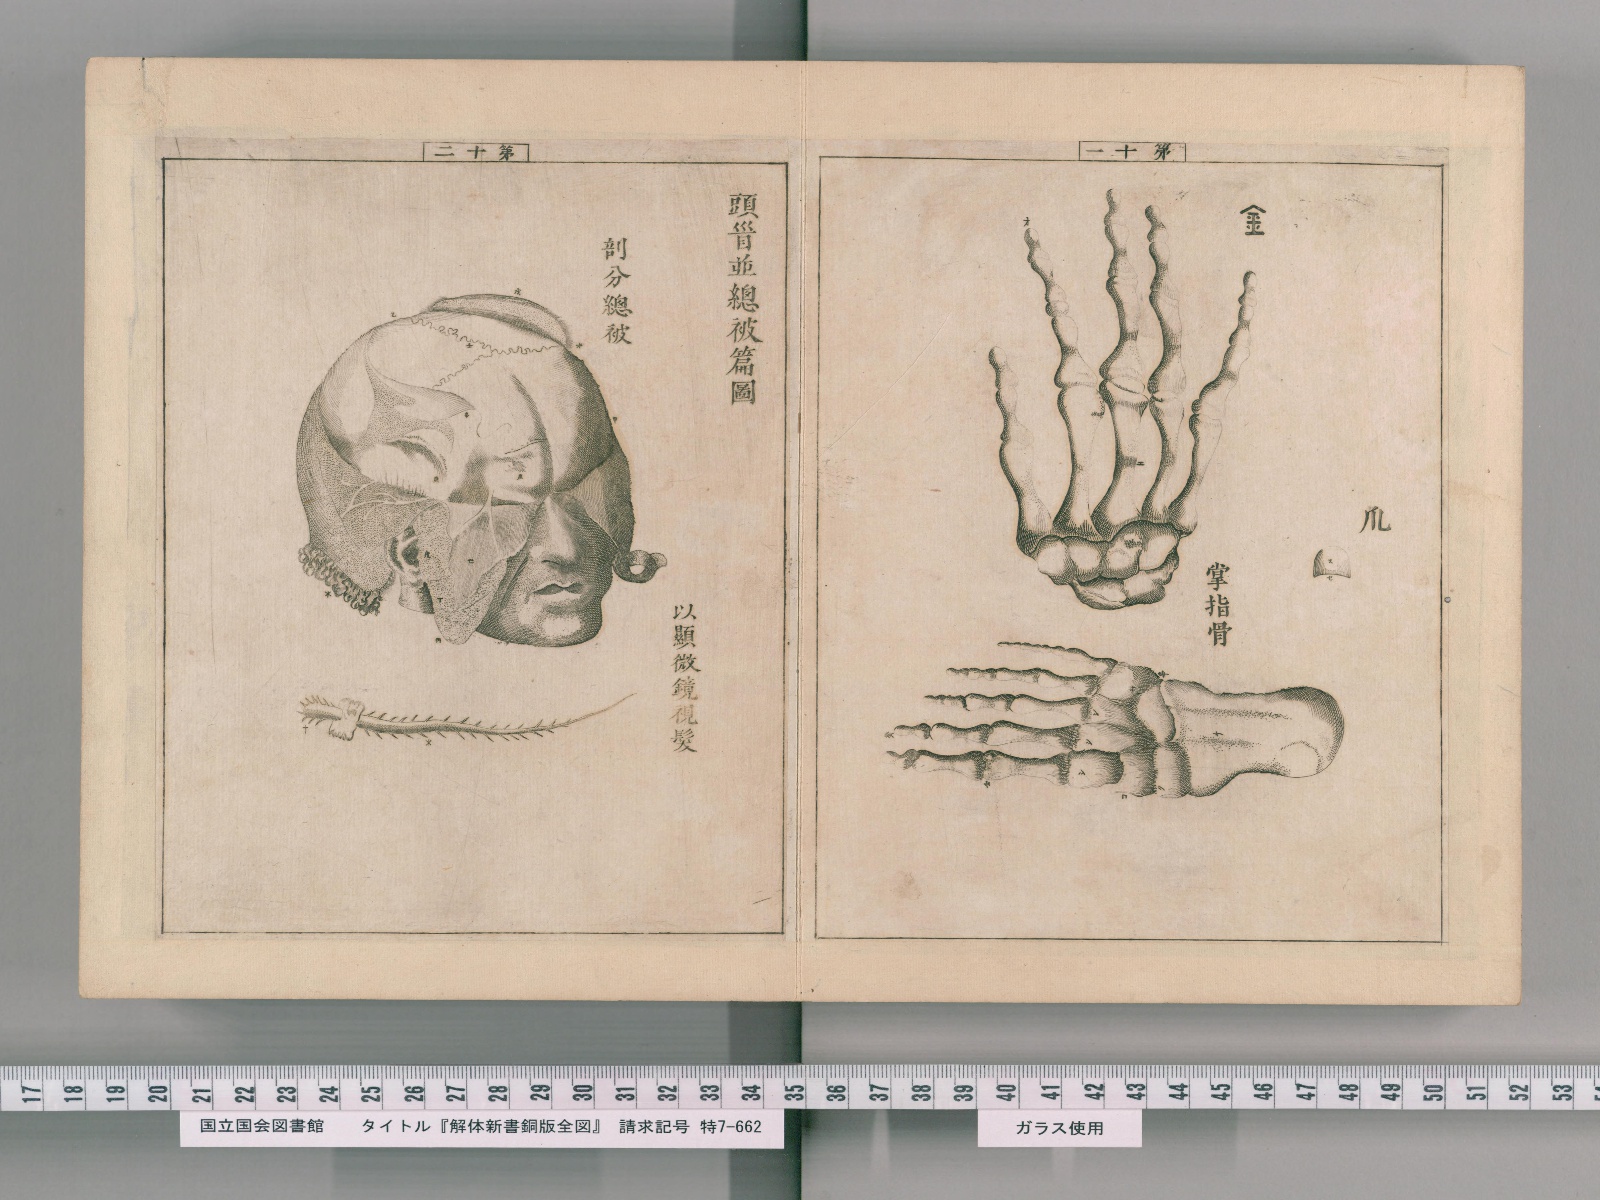 第十一
金
爪
掌指骨
第十二
頭𦙶並總被篇圖
剖分總被
以顯微鏡視髮
17 18 19 20 21 22 23 24 25 26 27 28 29 30 31 32 33 34 35 36 37 38 39 40 41 42 43 44 45 46 47 48 49 50 51 52 53
国立国会図書館 タイトル『解体新書銅版全図』 請求記号 特7-662
ガラス使用